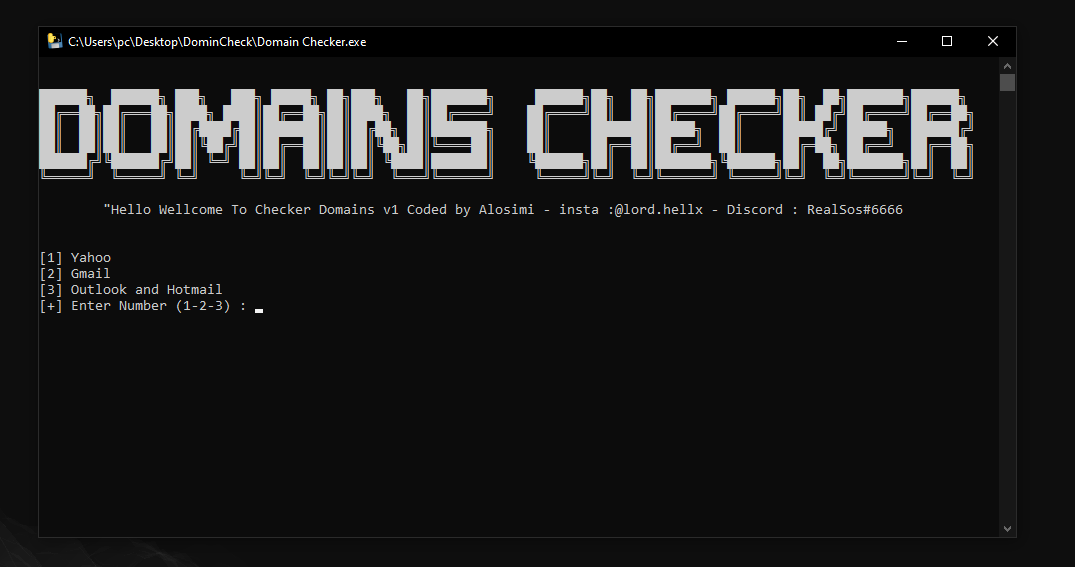 C:\Users\pc\Desktop\DominCheck\Domain Checker.exe
DOMAINS CHECKER
"Hello Wellcome To Checker Domains v1 Coded by Alosimi - insta :@lord.hellx - Discord : RealSos#6666
[1] Yahoo
[2] Gmail
[3] Outlook and Hotmail
[+] Enter Number (1-2-3) :